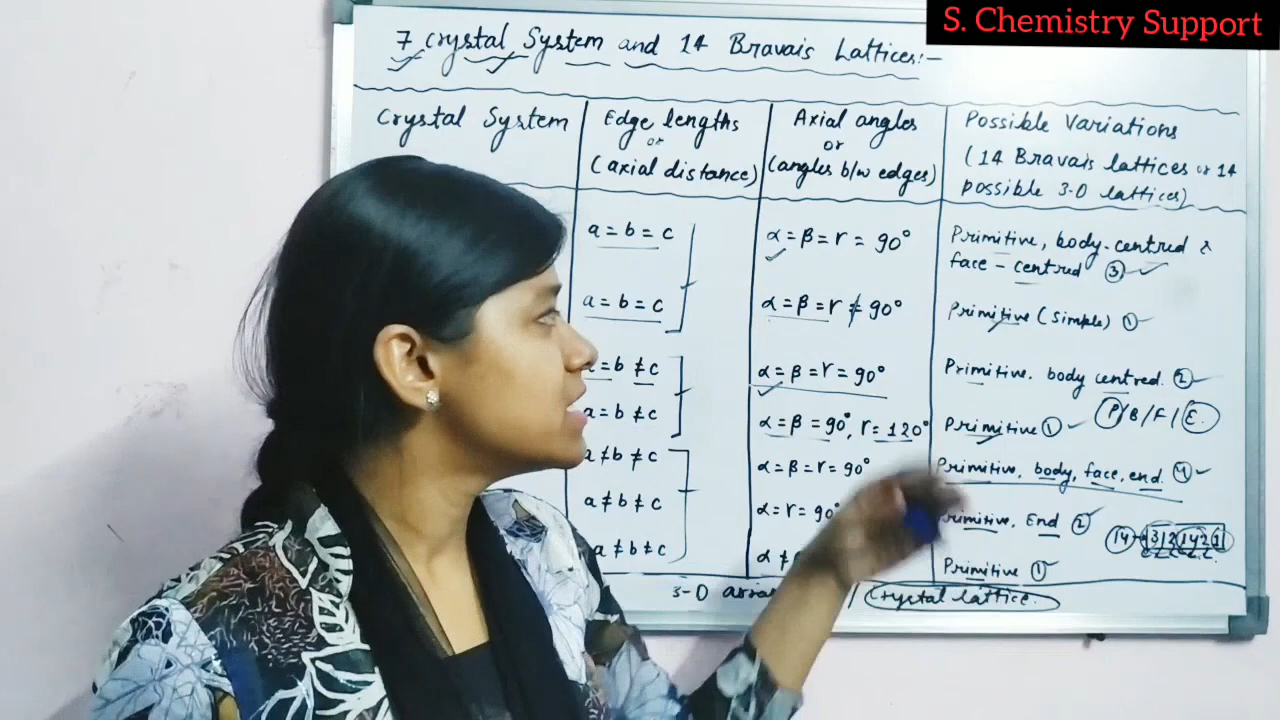 S. Chemistry Support
7 Crystal System and 14 Bravais Lattices:-
Crystal System
Edge lengths
or
(axial distance)
Axial angles
or
(angles b/w edges)
Possible Variations
(14 Bravais lattices or 14
possible 3-D lattices)
a = b = c
α = β = r = 90°
Primitive, body-centred &
face-centred ③
a = b = c
α = β = r ≠ 90°
Primitive (simple) ①
a = b ≠ c
α = β = r = 90°
Primitive. body centred. ②
a = b ≠ c
α = β = 90°, r = 120°
Primitive ①
P/B/F/E.
a ≠ b ≠ c
α = β = r = 90°
Primitive, body, face, end. ④
a ≠ b ≠ c
α = r = 90°
Primitive, End ②
14
a ≠ b ≠ c
α ≠
Primitive ①
3-D
/ Crystal lattice.